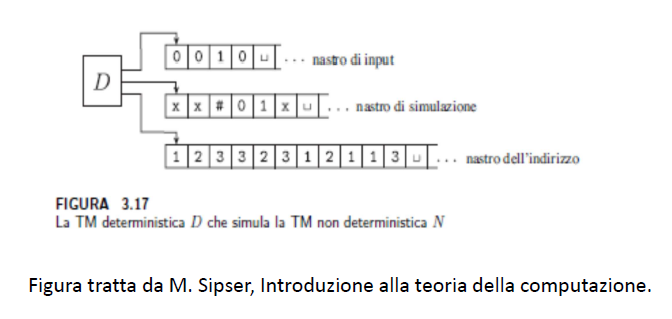 0 0 1 0 ⊔ ... nastro di input
D
x x # 0 1 x ⊔ ... nastro di simulazione
1 2 3 3 2 3 1 2 1 1 3 ⊔ ... nastro dell'indirizzo
FIGURA 3.17
La TM deterministica D che simula la TM non deterministica N
Figura tratta da M. Sipser, Introduzione alla teoria della computazione.